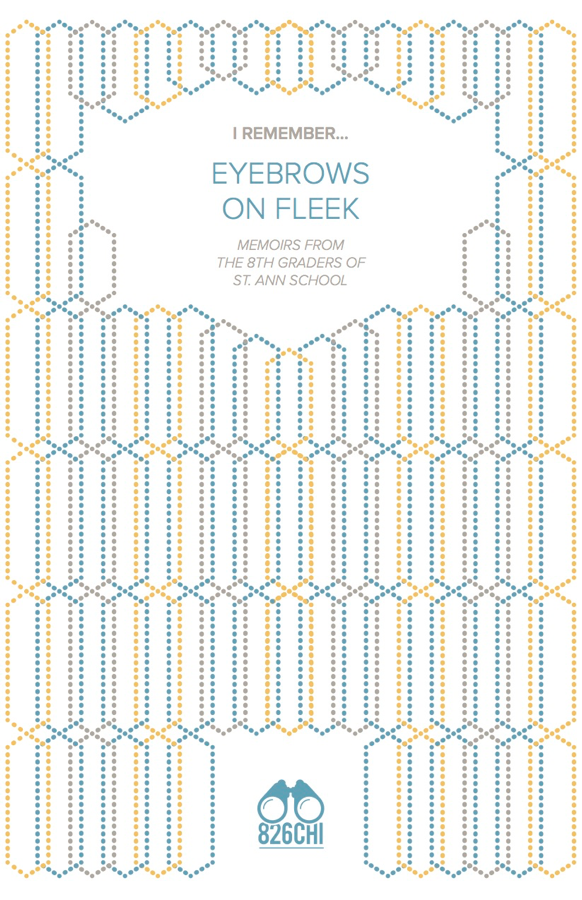 I REMEMBER...
EYEBROWS
ON FLEEK
MEMOIRS FROM
THE 8TH GRADERS OF
ST. ANN SCHOOL
826CHI